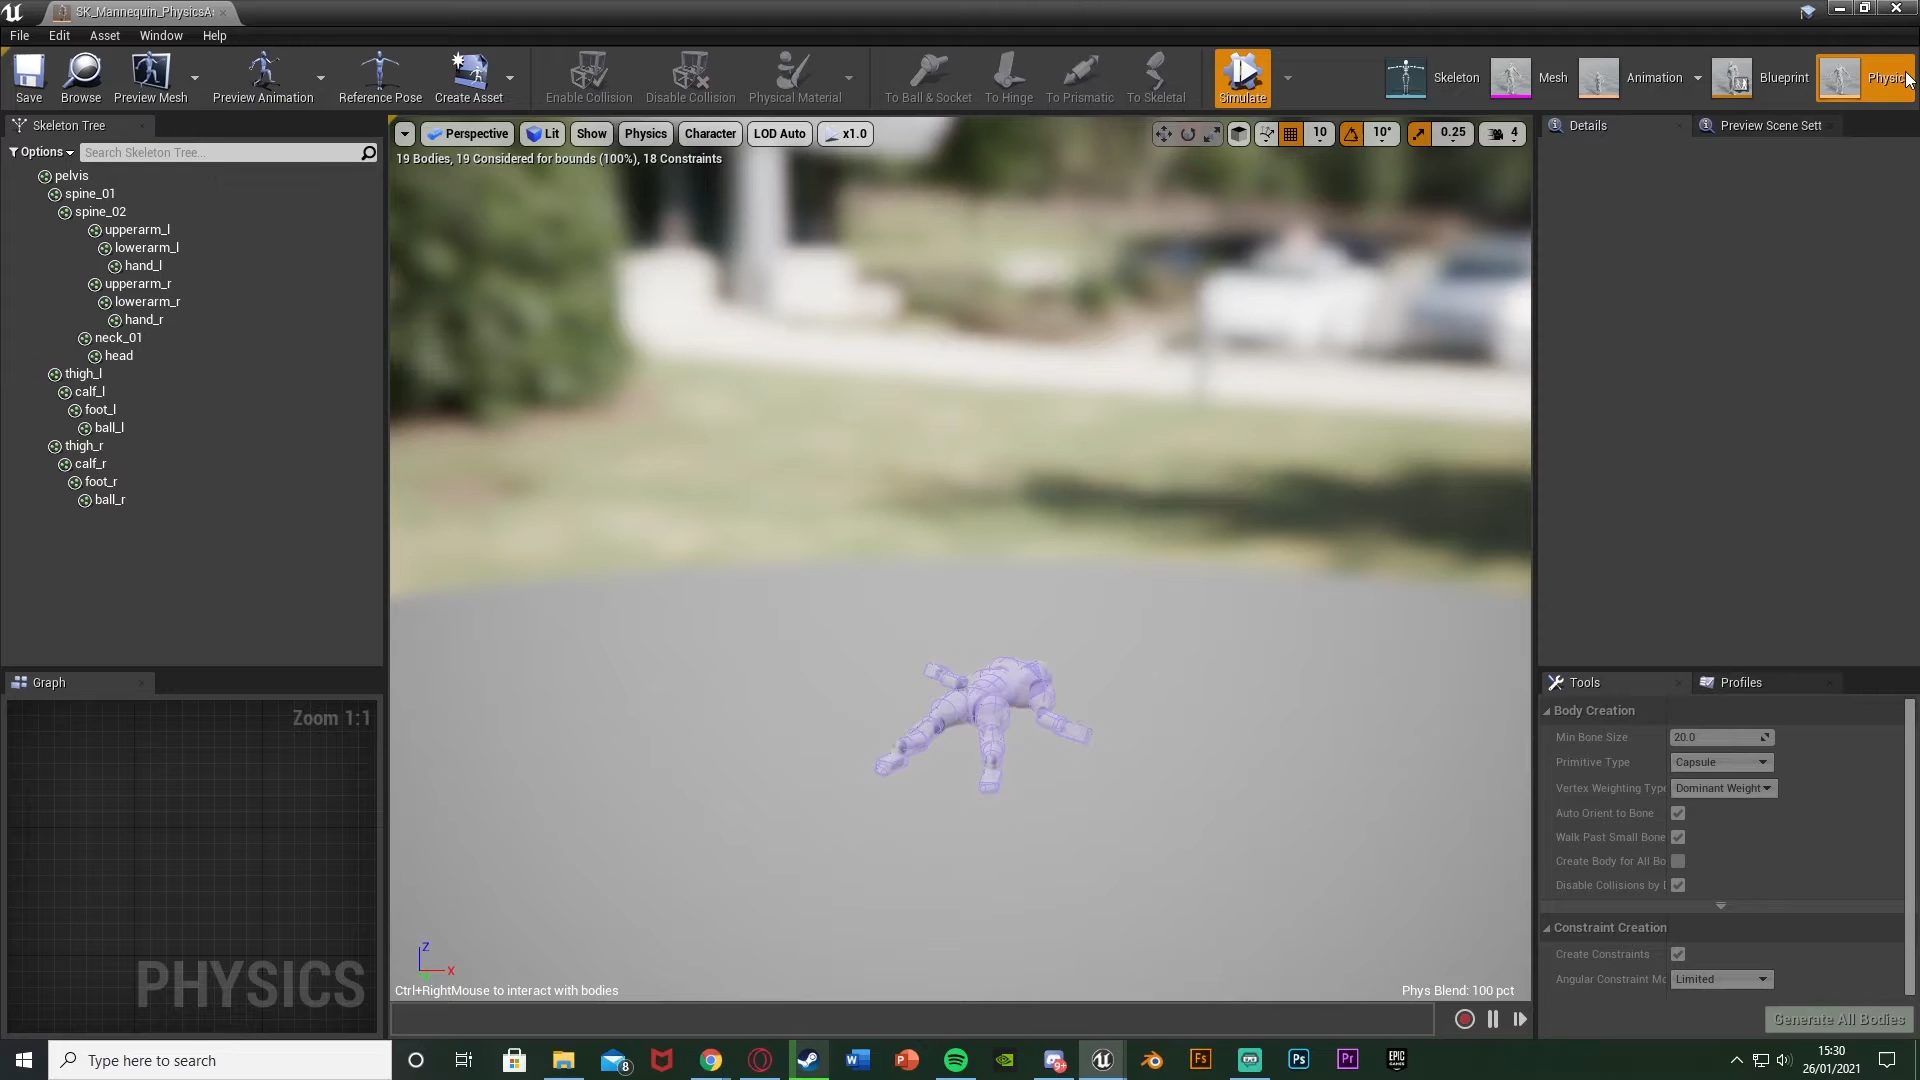 SK_Mannequin_PhysicsA
File Edit Asset Window Help
Save Browse Preview Mesh Preview Animation Reference Pose Create Asset Enable Collision Disable Collision Physical Material To Ball & Socket To Hinge To Prismatic To Skeletal Simulate Skeleton Mesh Animation Blueprint Physic
Skeleton Tree
Options Search Skeleton Tree...
pelvis
spine_01
spine_02
upperarm_l
lowerarm_l
hand_l
upperarm_r
lowerarm_r
hand_r
neck_01
head
thigh_l
calf_l
foot_l
ball_l
thigh_r
calf_r
foot_r
ball_r
Graph
Zoom 1:1
PHYSICS
Perspective Lit Show Physics Character LOD Auto x1.0 10 10° 0.25 4
19 Bodies, 19 Considered for bounds (100%), 18 Constraints
Z
X
Ctrl+RightMouse to interact with bodies
Phys Blend: 100 pct
Details Preview Scene Sett
Tools Profiles
Body Creation
Min Bone Size 20.0
Primitive Type Capsule
Vertex Weighting Type Dominant Weight
Auto Orient to Bone
Walk Past Small Bone
Create Body for All Bo
Disable Collisions by
Constraint Creation
Create Constraints
Angular Constraint Mo Limited
Generate All Bodies
Type here to search
8
9+
Fs
Ps
Pr
EPIC GAMES
15:30
26/01/2021